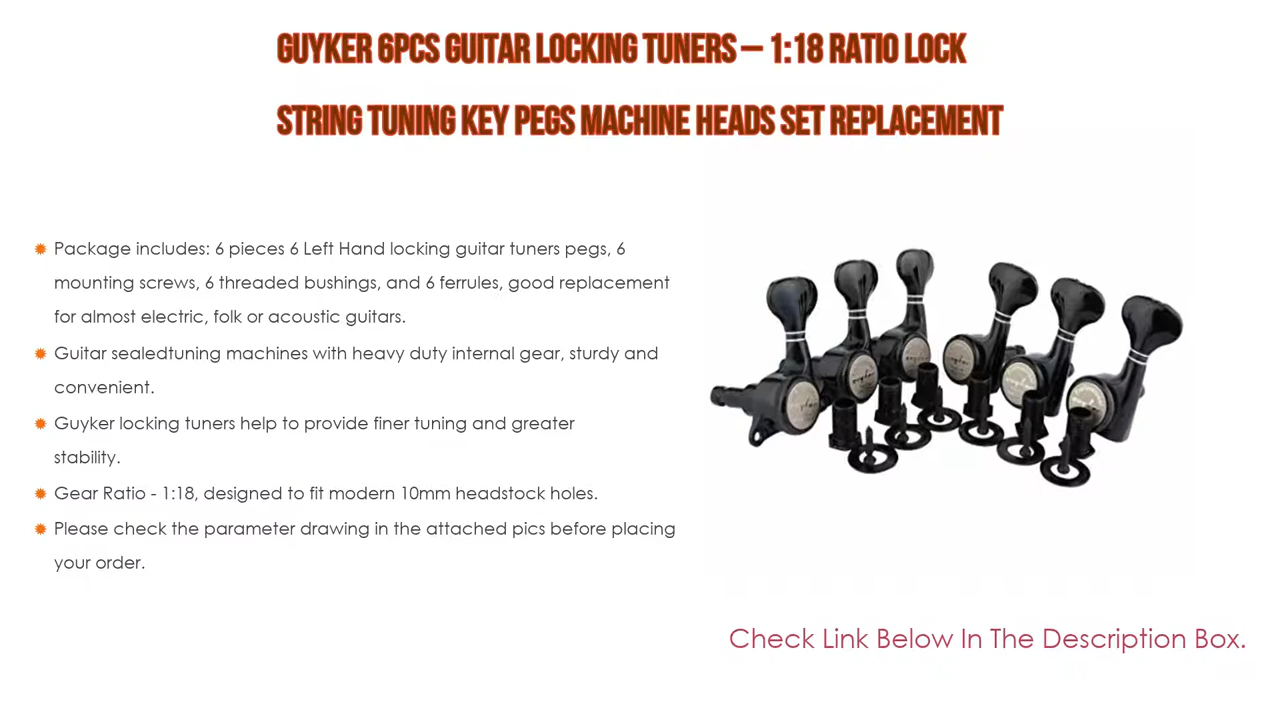 GUYKER 6PCS GUITAR LOCKING TUNERS – 1:18 RATIO LOCK
STRING TUNING KEY PEGS MACHINE HEADS SET REPLACEMENT
Package includes: 6 pieces 6 Left Hand locking guitar tuners pegs, 6
mounting screws, 6 threaded bushings, and 6 ferrules, good replacement
for almost electric, folk or acoustic guitars.
Guitar sealedtuning machines with heavy duty internal gear, sturdy and
convenient.
Guyker locking tuners help to provide finer tuning and greater
stability.
Gear Ratio - 1:18, designed to fit modern 10mm headstock holes.
Please check the parameter drawing in the attached pics before placing
your order.
Check Link Below In The Description Box.